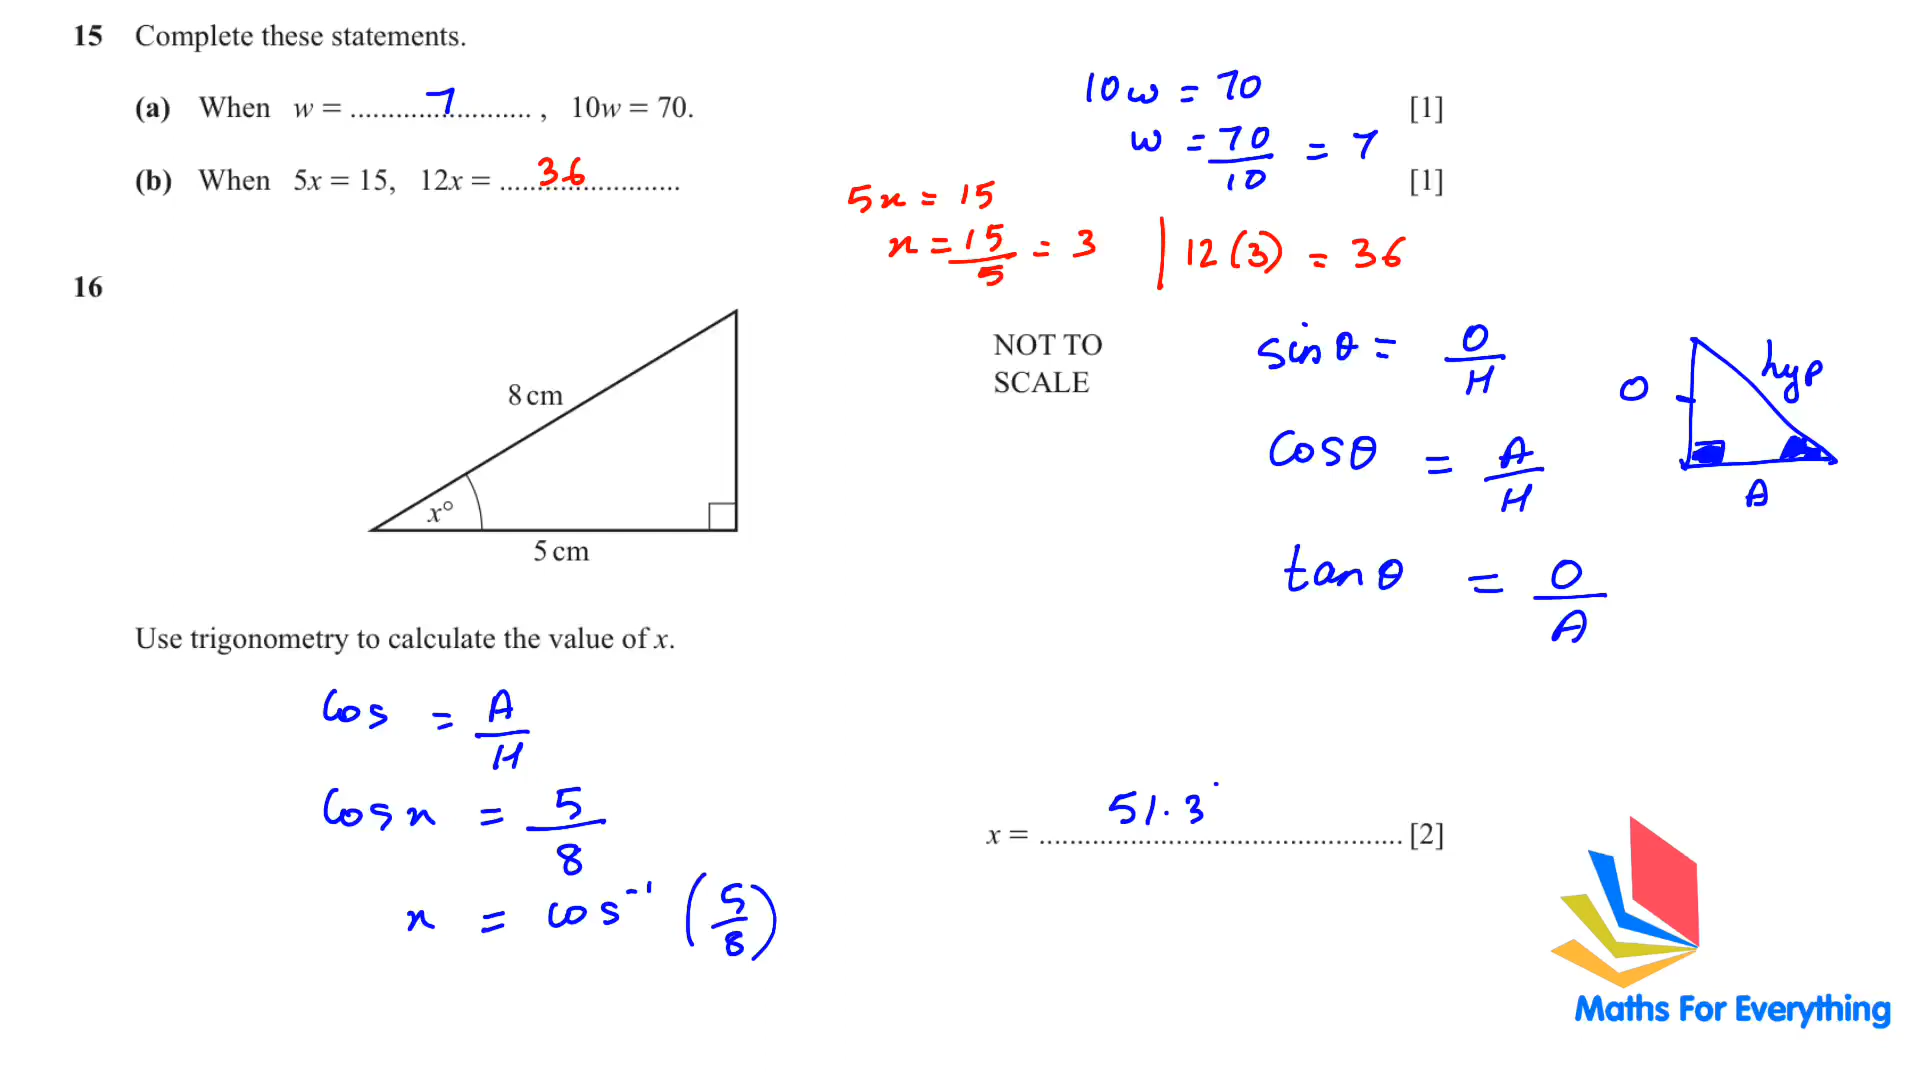 15 Complete these statements.
(a) When w = ....7...., 10w = 70. [1]
10w = 70
w = 70/10 = 7
(b) When 5x = 15, 12x = ....36.... [1]
5x = 15
x = 15/5 = 3 | 12(3) = 36
16
8 cm
x°
5 cm
NOT TO
SCALE
sinθ = O/H
cosθ = A/H
tanθ = O/A
O
hyp
A
Use trigonometry to calculate the value of x.
Cos = A/H
Cos x = 5/8
x = cos⁻¹ (5/8)
x = ....51.3.... [2]
Maths For Everything